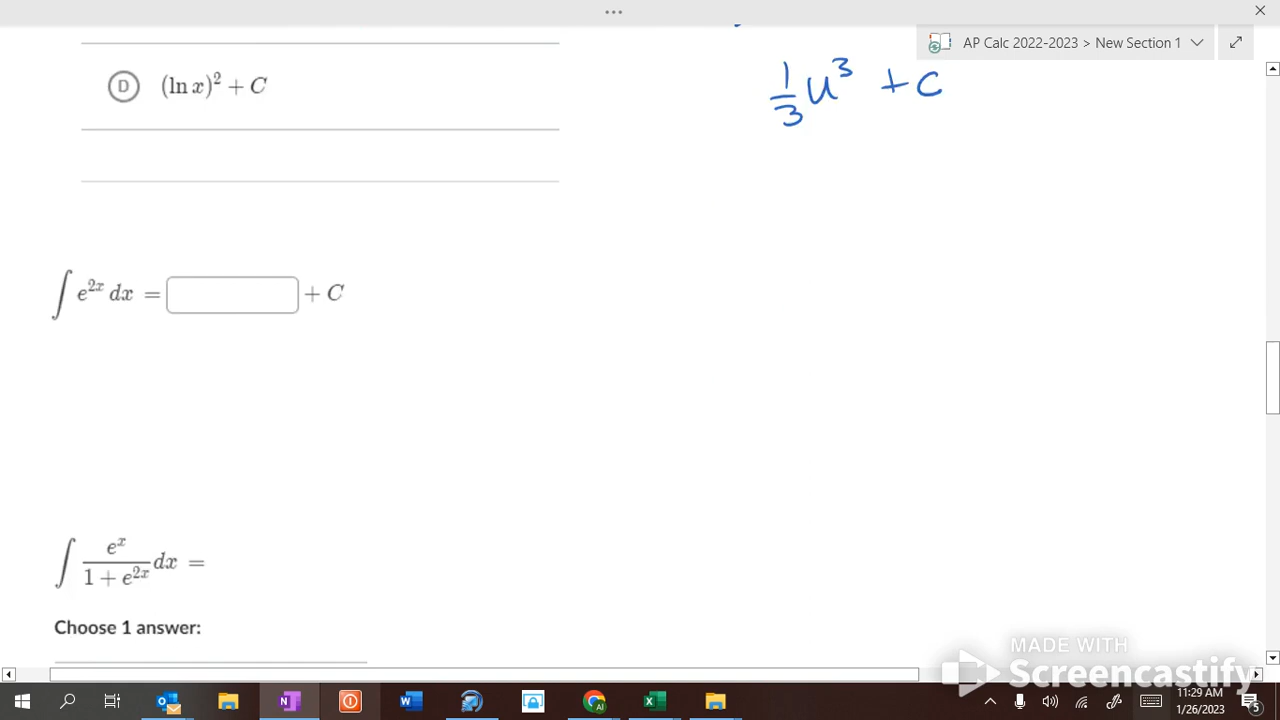 ...
AP Calc 2022-2023 > New Section 1
D (ln x)² + C
1/3 u³ + C
∫ e^{2x} dx = + C
∫ e^x / (1 + e^{2x}) dx =
Choose 1 answer:
MADE WITH
Screencastify
11:29 AM
1/26/2023
5